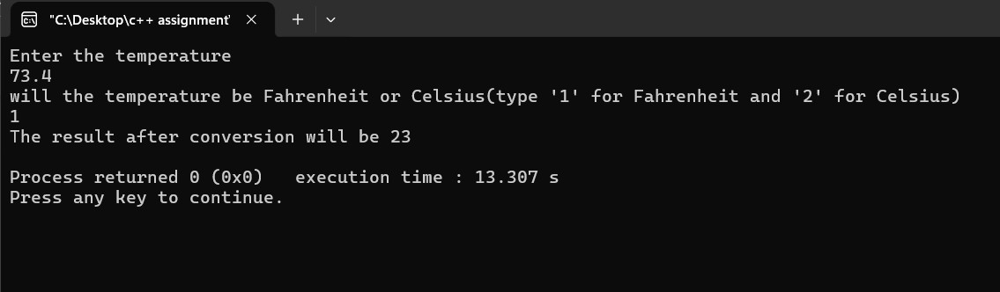 "C:\Desktop\c++ assignment'
Enter the temperature
73.4
will the temperature be Fahrenheit or Celsius(type '1' for Fahrenheit and '2' for Celsius)
1
The result after conversion will be 23
Process returned 0 (0x0)   execution time : 13.307 s
Press any key to continue.